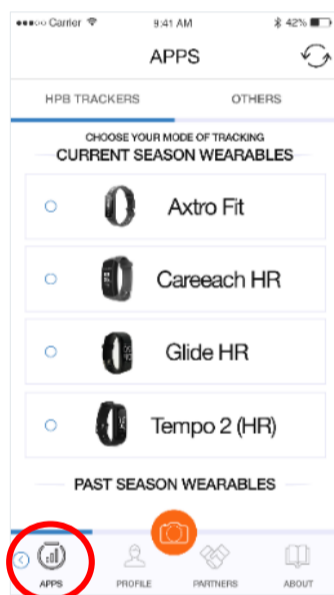 Carrier 9:41 AM 42%
APPS
HPB TRACKERS OTHERS
CHOOSE YOUR MODE OF TRACKING
CURRENT SEASON WEARABLES
Axtro Fit
Careeach HR
Glide HR
Tempo 2 (HR)
PAST SEASON WEARABLES
APPS PROFILE PARTNERS ABOUT